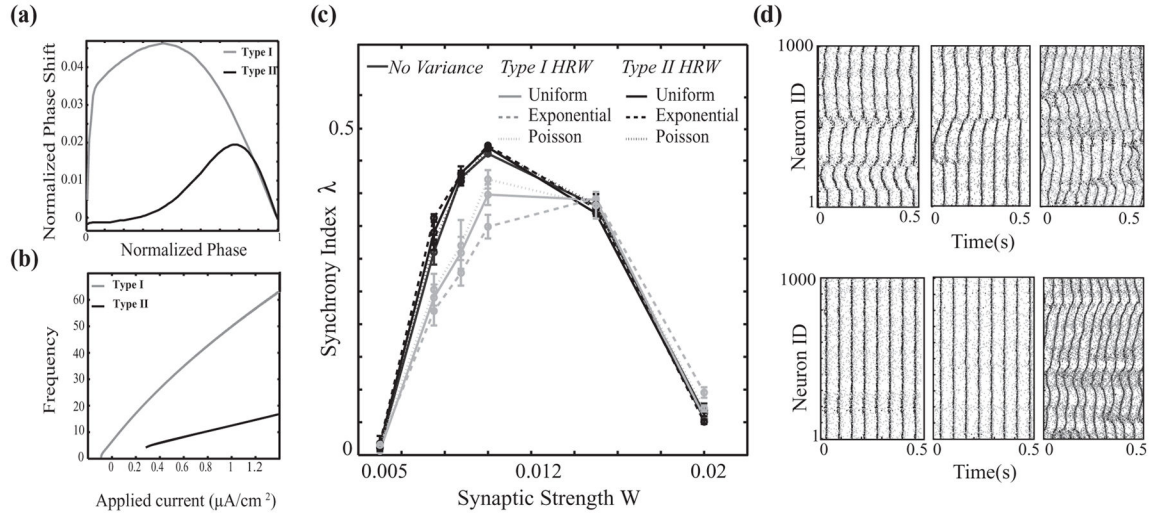 (a)
Normalized Phase Shift
0.04
0.03
0.02
0.01
0
Type I
Type II
0
1
Normalized Phase
(b)
Frequency
60
50
40
30
20
10
0
Type I
Type II
0
0.2
0.4
0.6
0.8
1
1.2
Applied current (μA/cm 2)
(c)
Synchrony Index λ
0.5
0
No Variance
Type I HRW
Uniform
Exponential
Poisson
Type II HRW
Uniform
Exponential
Poisson
0.005
0.012
0.02
Synaptic Strength W
(d)
1000
Neuron ID
1
0 0.5
0 0.5
0 0.5
Time(s)
Time(s)
1000
Neuron ID
1
0 0.5
0 0.5
0 0.5
Time(s)
Time(s)